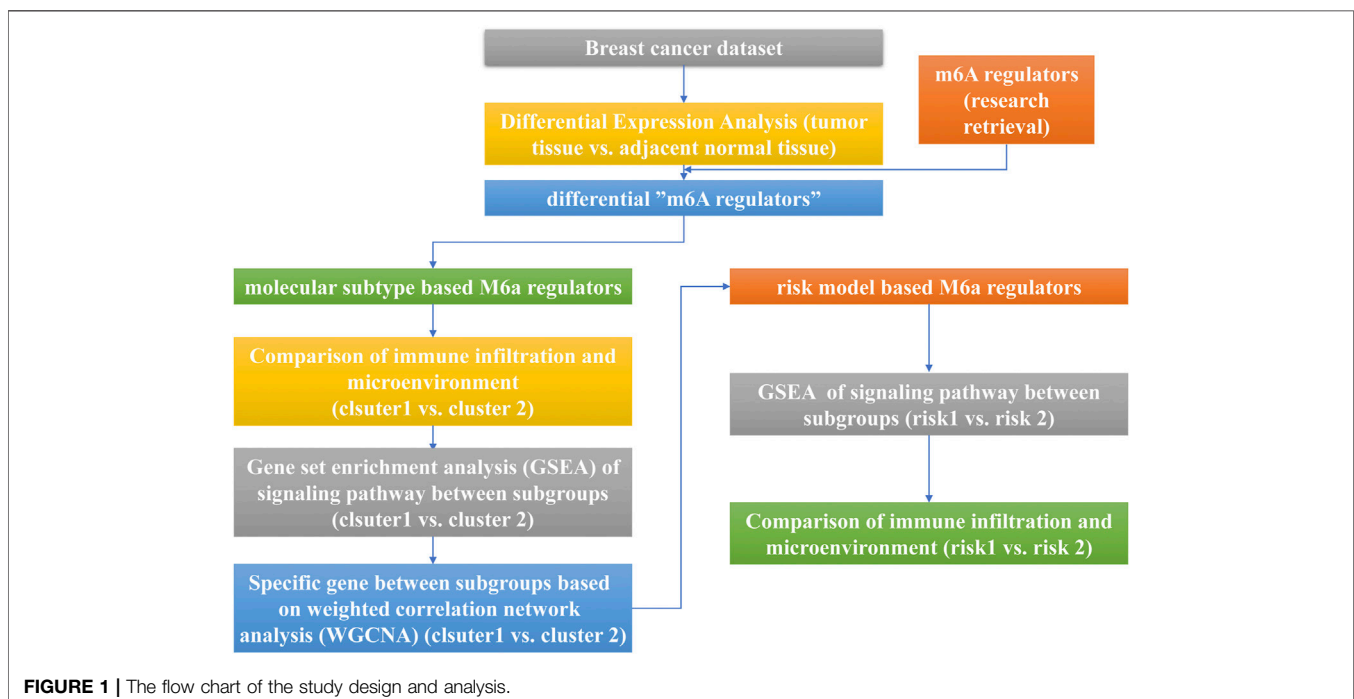 Breast cancer dataset
m6A regulators
(research
retrieval)
Differential Expression Analysis (tumor
tissue vs. adjacent normal tissue)
differential ”m6A regulators”
molecular subtype based M6a regulators
Comparison of immune infiltration and
microenvironment
(clsuter1 vs. cluster 2)
Gene set enrichment analysis (GSEA) of
signaling pathway between subgroups
(clsuter1 vs. cluster 2)
Specific gene between subgroups based
on weighted correlation network
analysis (WGCNA) (clsuter1 vs. cluster 2)
risk model based M6a regulators
GSEA of signaling pathway between
subgroups (risk1 vs. risk 2)
Comparison of immune infiltration and
microenvironment (risk1 vs. risk 2)
FIGURE 1 | The flow chart of the study design and analysis.